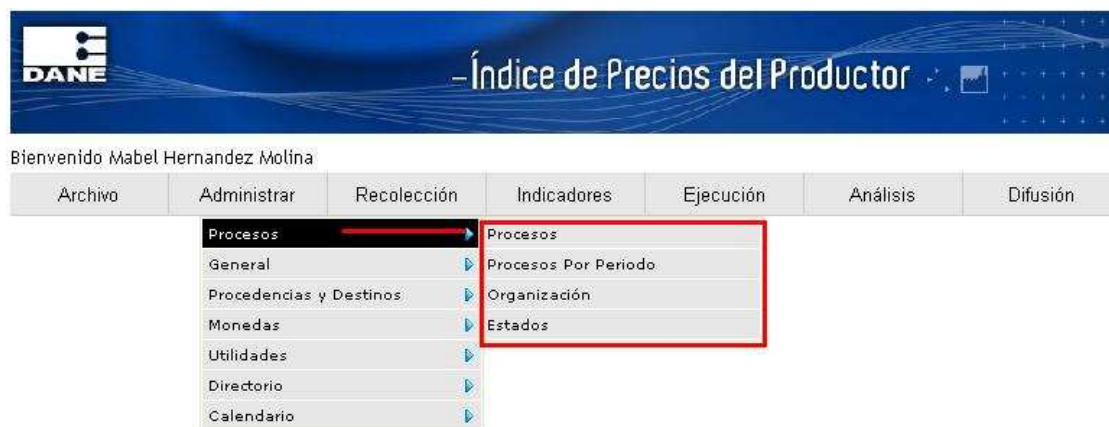 DANE
–Índice de Precios del Productor
Bienvenido Mabel Hernandez Molina
Archivo Administrar Recolección Indicadores Ejecución Análisis Difusión
Procesos Procesos
General Procesos Por Periodo
Procedencias y Destinos Organización
Monedas Estados
Utilidades
Directorio
Calendario